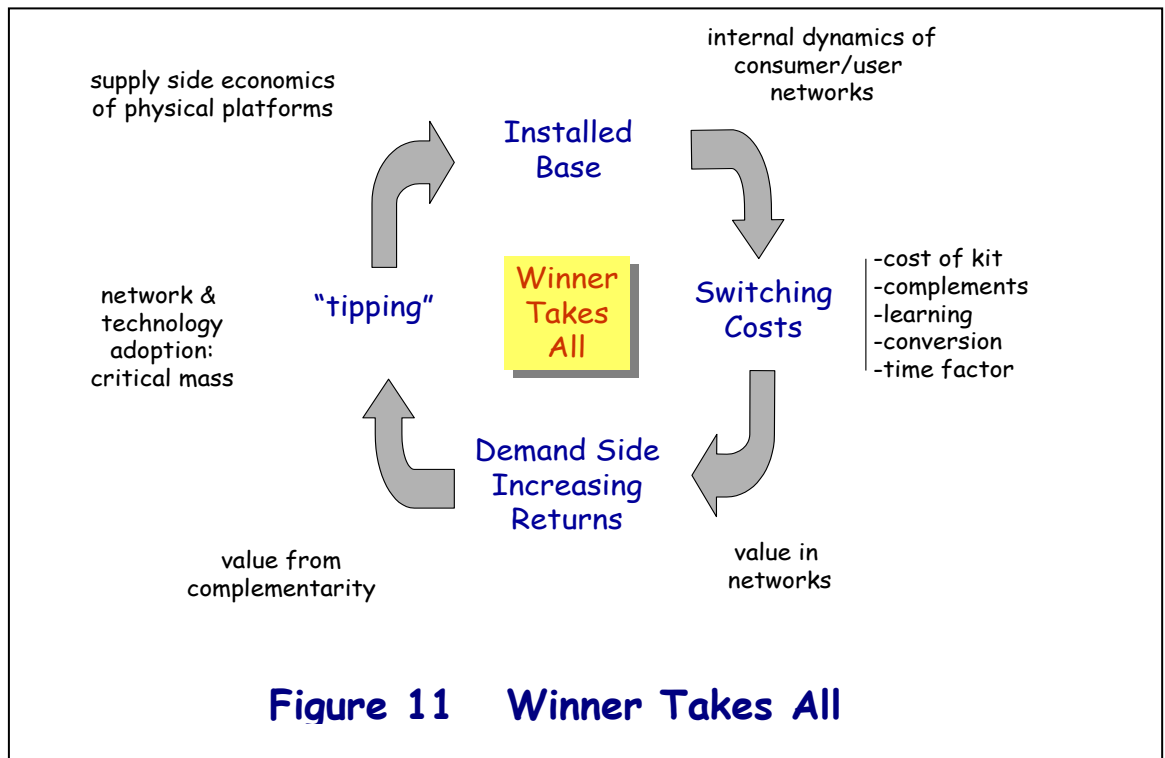 supply side economics
of physical platforms
internal dynamics of
consumer/user
networks
Installed
Base
network &
technology
adoption:
critical mass
“tipping”
Winner
Takes
All
Switching
Costs
-cost of kit
-complements
-learning
-conversion
-time factor
Demand Side
Increasing
Returns
value from
complementarity
value in
networks
Figure 11 Winner Takes All